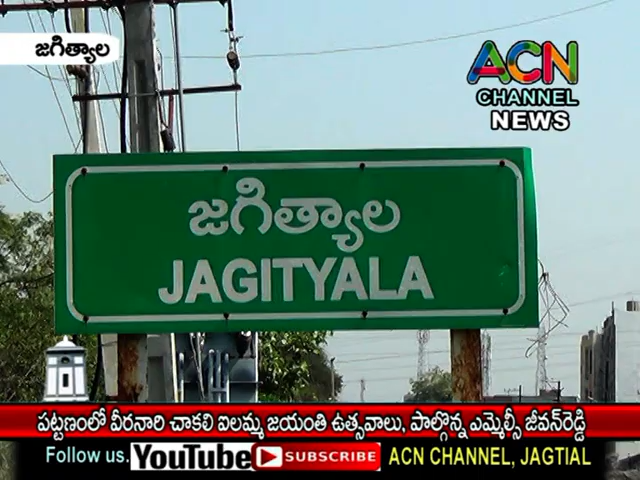 జగిత్యాల
ACN
CHANNEL
NEWS
జగిత్యాల
JAGITYALA
పట్టణంలో వీరనారి చాకలి ఐలమ్మ జయంతి ఉత్సవాలు, పాల్గొన్న ఎమ్మెల్సీ జీవన్‌రెడ్డి
Follow us. YouTube SUBSCRIBE ACN CHANNEL, JAGTIAL